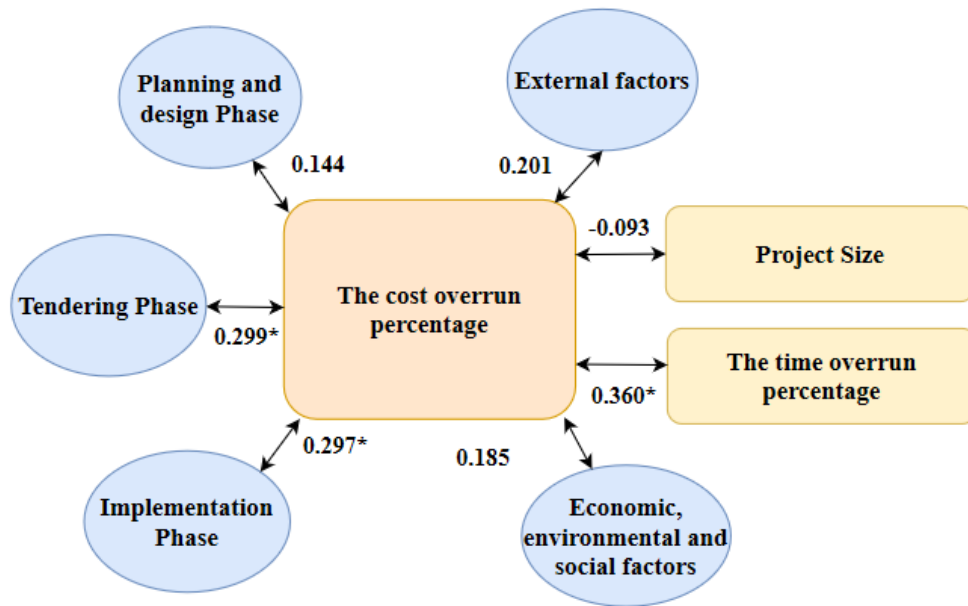 Planning and
design Phase
External factors
0.144
0.201
-0.093
Project Size
Tendering Phase
The cost overrun
percentage
0.299*
The time overrun
percentage
0.360*
0.297*
0.185
Implementation
Phase
Economic,
environmental and
social factors